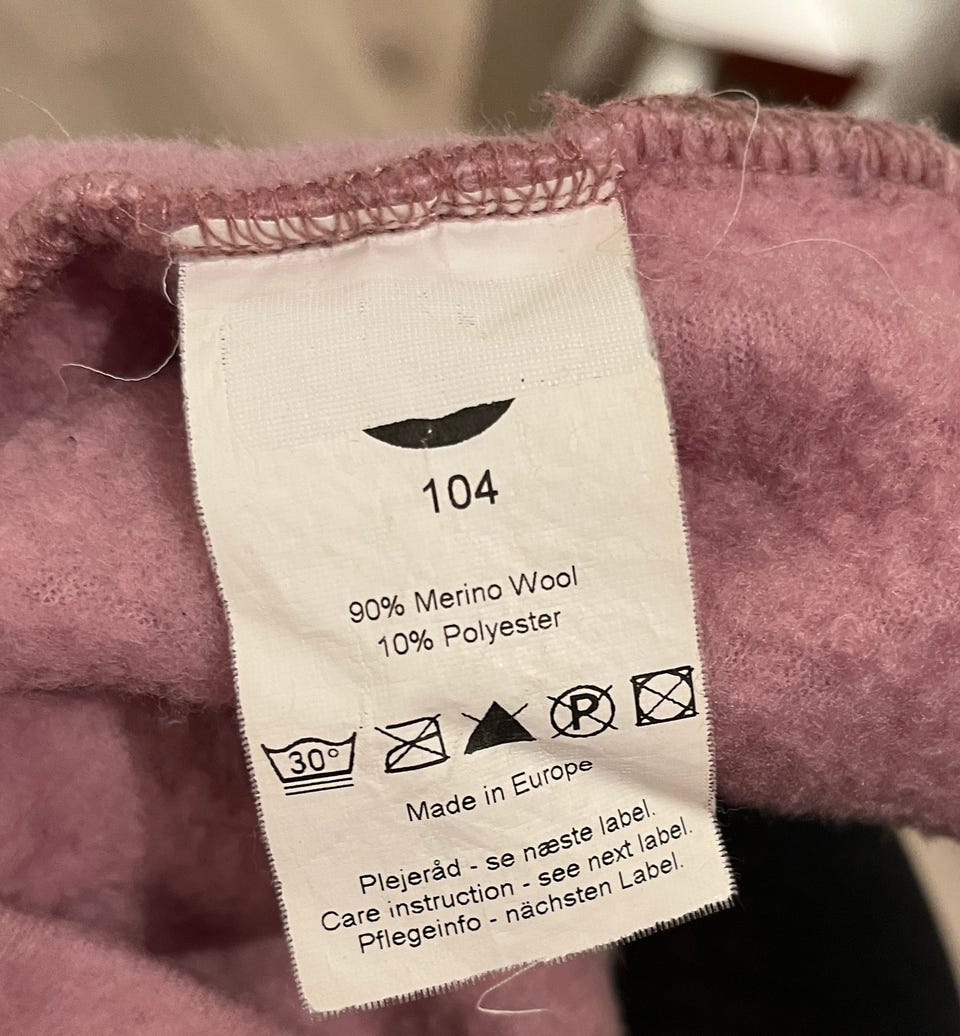 104
90% Merino Wool
10% Polyester
30° P
Made in Europe
Plejeråd - se næste label.
Care instruction - see next label.
Pflegeinfo - nächsten Label.